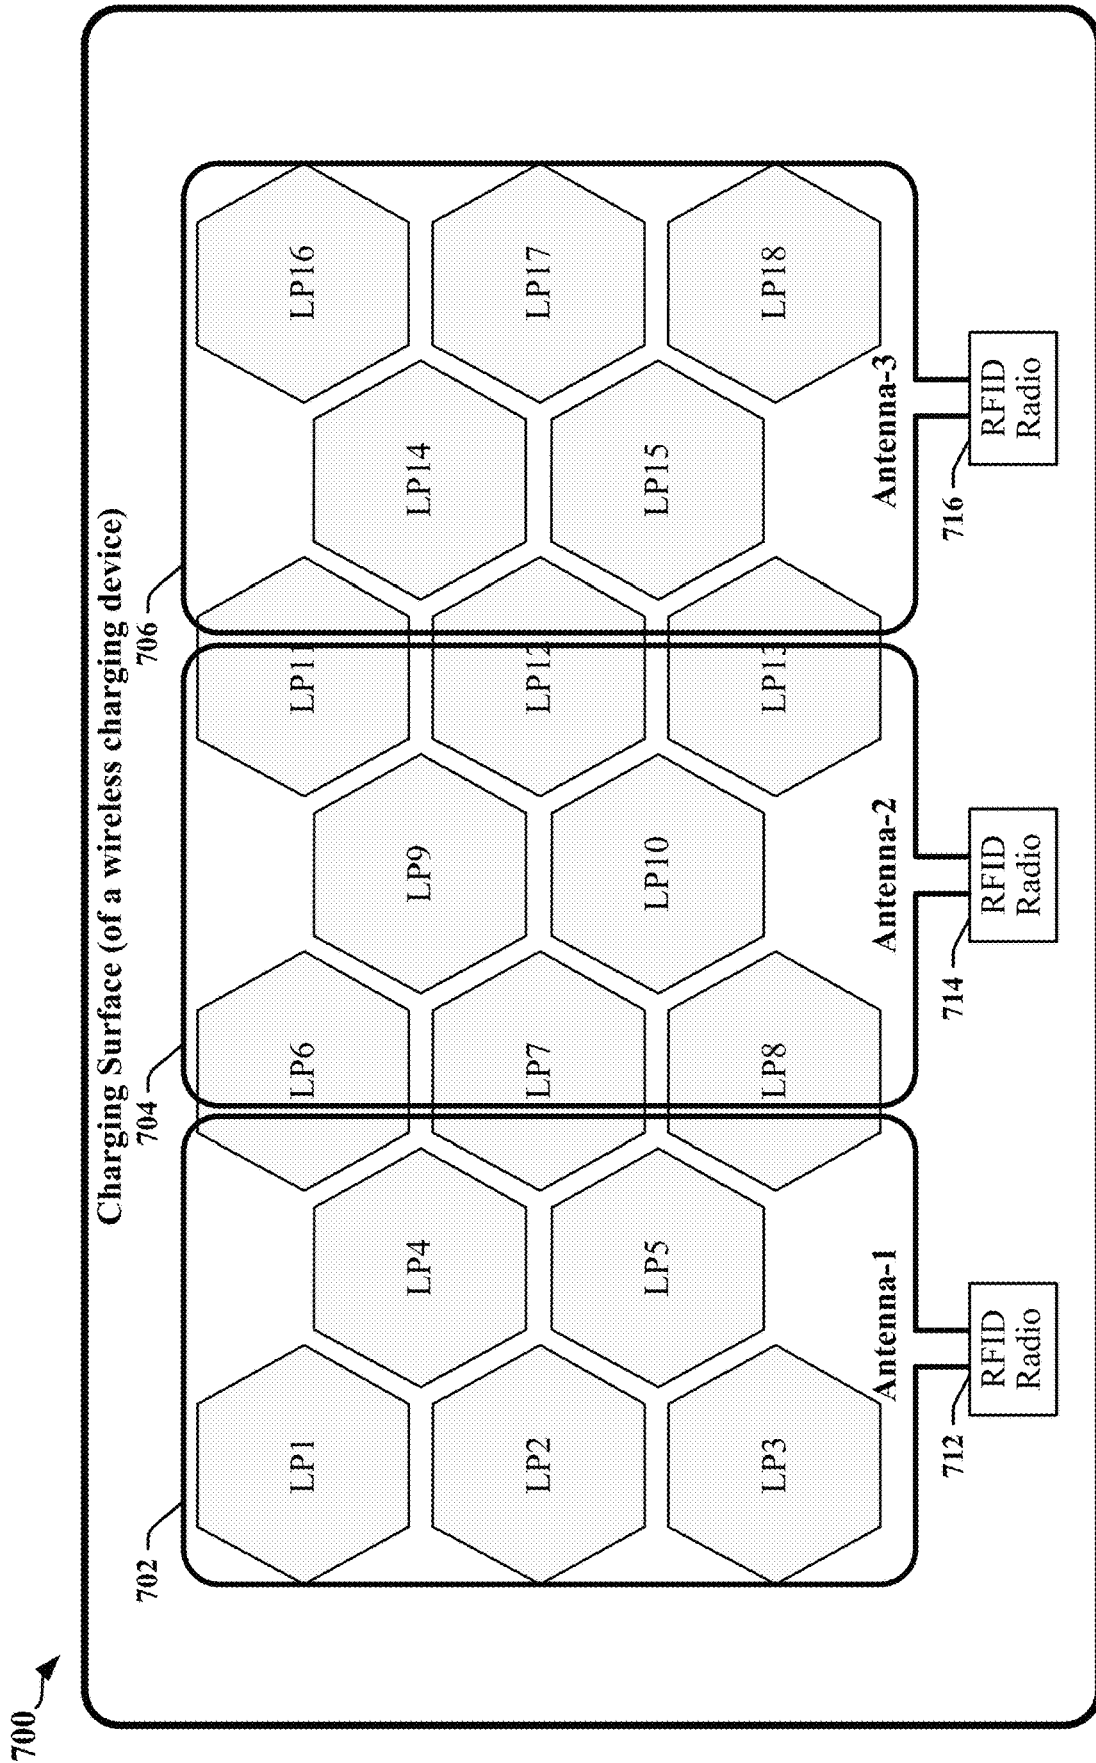 700
Charging Surface (of a wireless charging device)
702
704
706
LP1
LP6
LP11
LP16
LP4
LP9
LP14
LP2
LP7
LP12
LP17
LP5
LP10
LP15
LP3
LP8
LP13
LP18
Antenna-1
Antenna-2
Antenna-3
712
714
716
RFID
Radio
RFID
Radio
RFID
Radio